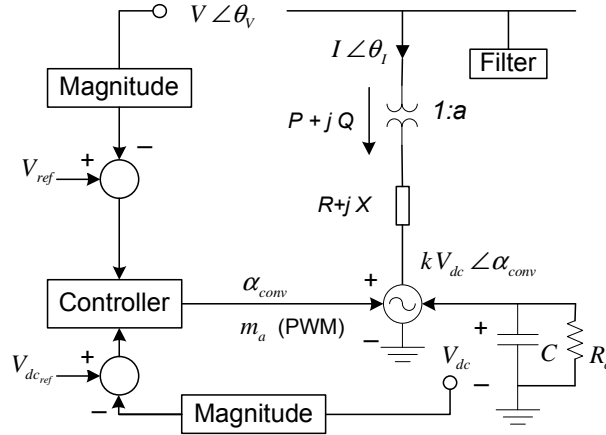 V ∠θ_V
I ∠θ_I
Filter
Magnitude
P + j Q
1:a
+
−
V_ref
R+j X
kV_dc ∠α_conv
Controller
α_conv
m_a (PWM)
+
−
+
−
C
V_dc_ref
+
−
V_dc
Magnitude